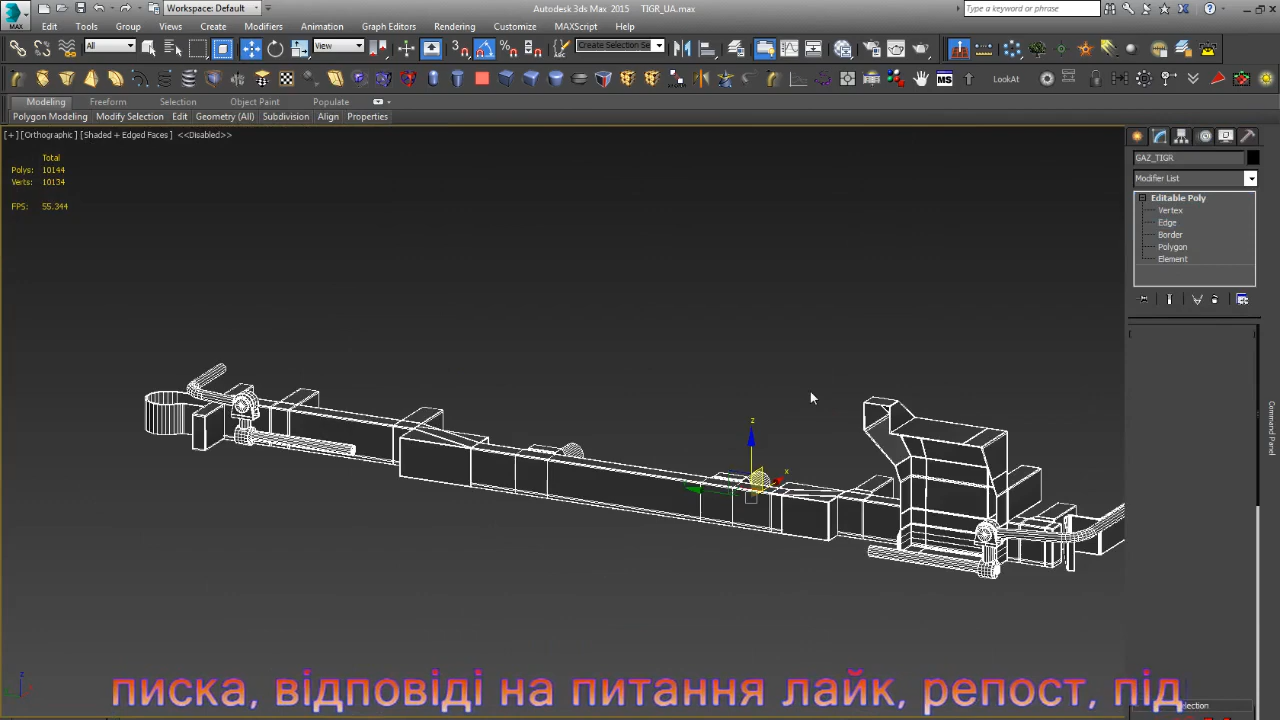 Workspace: Default
Autodesk 3ds Max 2015 TIGR_UA.max
Type a keyword or phrase
MAX
Edit Tools Group Views Create Modifiers Animation Graph Editors Rendering Customize MAXScript Help
All
View
Create Selection Se
MS
LookAt
Modeling Freeform Selection Object Paint Populate
Polygon Modeling Modify Selection Edit Geometry (All) Subdivision Align Properties
[+][Orthographic][Shaded + Edged Faces] <<Disabled>>
Total
Polys: 10144
Verts: 10134
FPS: 55.344
GAZ_TIGR
Modifier List
Editable Poly
Vertex
Edge
Border
Polygon
Element
Command Panel
z
x
z
писка, відповіді на питання лайк, репост, під
Selection